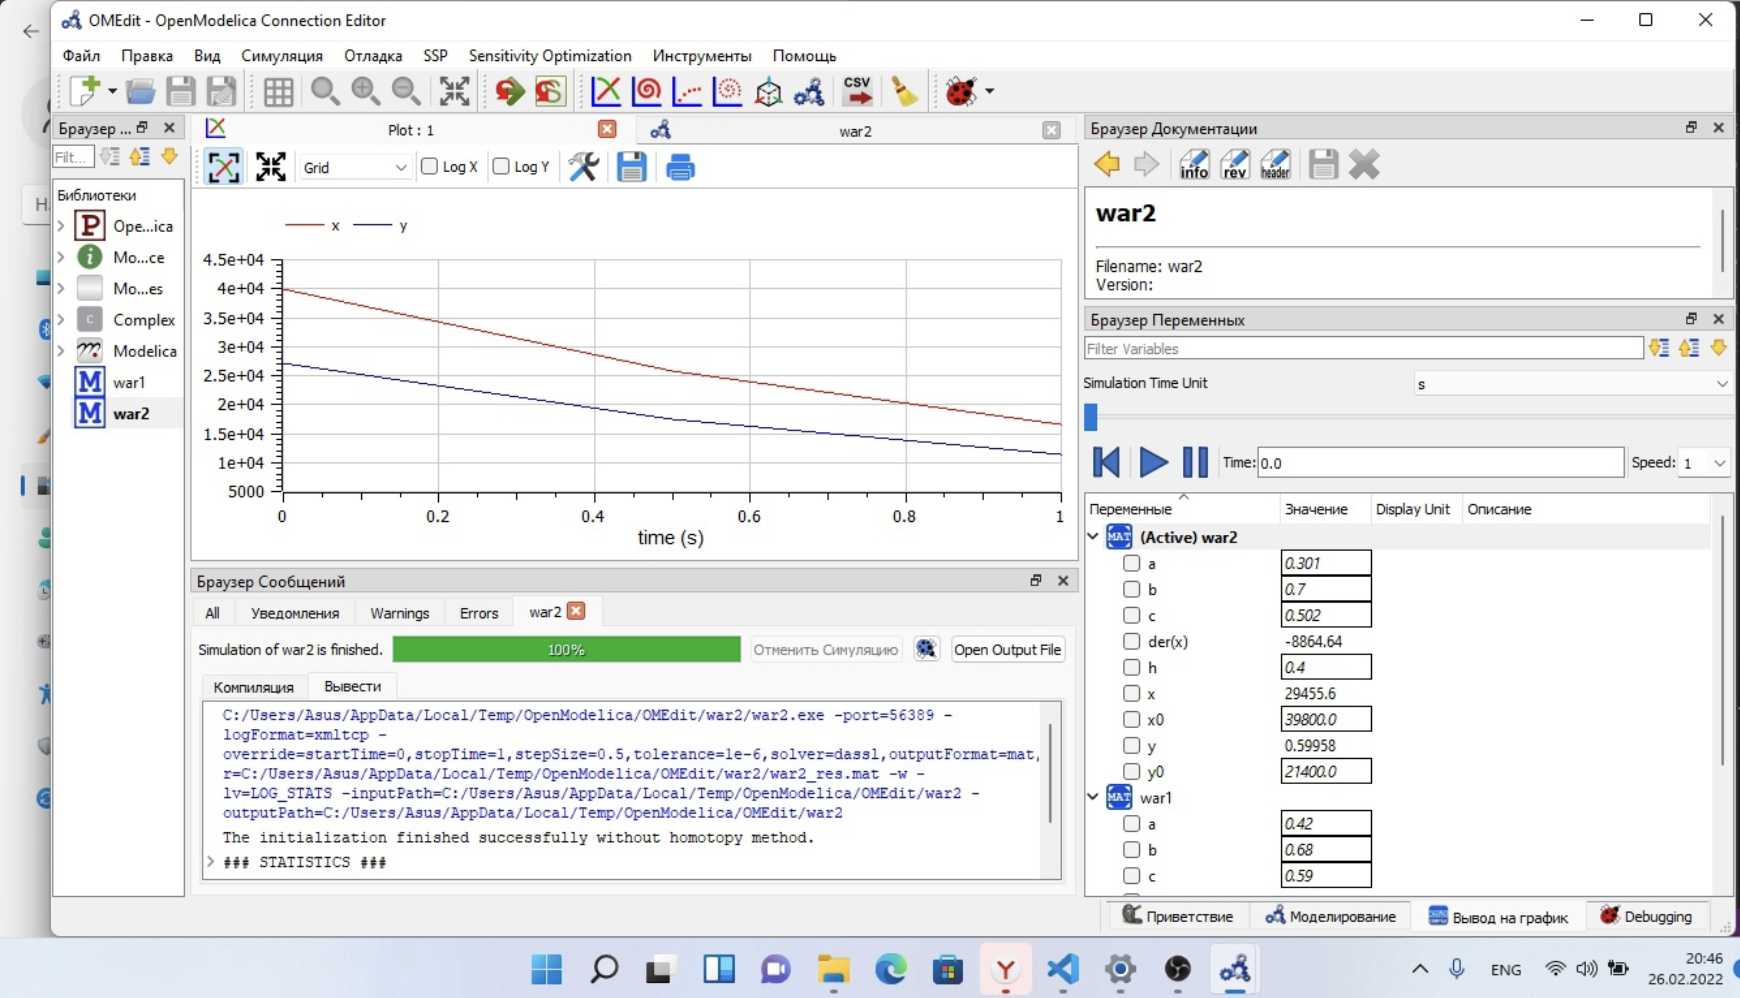 OMEdit - OpenModelica Connection Editor
Файл Правка Вид Симуляция Отладка SSP Sensitivity Optimization Инструменты Помощь
CSV
Браузер ...
Plot : 1
war2
Браузер Документации
Filt...
Grid
Log X
Log Y
info rev header
Библиотеки
Ope...ica
Mo...ce
Mo...es
Complex
Modelica
war1
war2
x y
4.5e+04
4e+04
3.5e+04
3e+04
2.5e+04
2e+04
1.5e+04
1e+04
5000
0 0.2 0.4 0.6 0.8 1
time (s)
war2
Filename: war2
Version:
Браузер Переменных
Filter Variables
Simulation Time Unit s
Time: 0.0 Speed: 1
Переменные Значение Display Unit Описание
MAT (Active) war2
a 0.301
b 0.7
c 0.502
der(x) -8864.64
h 0.4
x 29455.6
x0 39800.0
y 0.59958
y0 21400.0
MAT war1
a 0.42
b 0.68
c 0.59
Браузер Сообщений
All Уведомления Warnings Errors war2
Simulation of war2 is finished. 100% Отменить Симуляцию Open Output File
Компиляция Вывести
C:/Users/Asus/AppData/Local/Temp/OpenModelica/OMEdit/war2/war2.exe -port=56389 -
logFormat=xmltcp -
override=startTime=0,stopTime=1,stepSize=0.5,tolerance=1e-6,solver=dassl,outputFormat=mat,
r=C:/Users/Asus/AppData/Local/Temp/OpenModelica/OMEdit/war2/war2_res.mat -w -
lv=LOG_STATS -inputPath=C:/Users/Asus/AppData/Local/Temp/OpenModelica/OMEdit/war2 -
outputPath=C:/Users/Asus/AppData/Local/Temp/OpenModelica/OMEdit/war2
The initialization finished successfully without homotopy method.
### STATISTICS ###
Приветствие Моделирование Вывод на график Debugging
ENG
20:46
26.02.2022